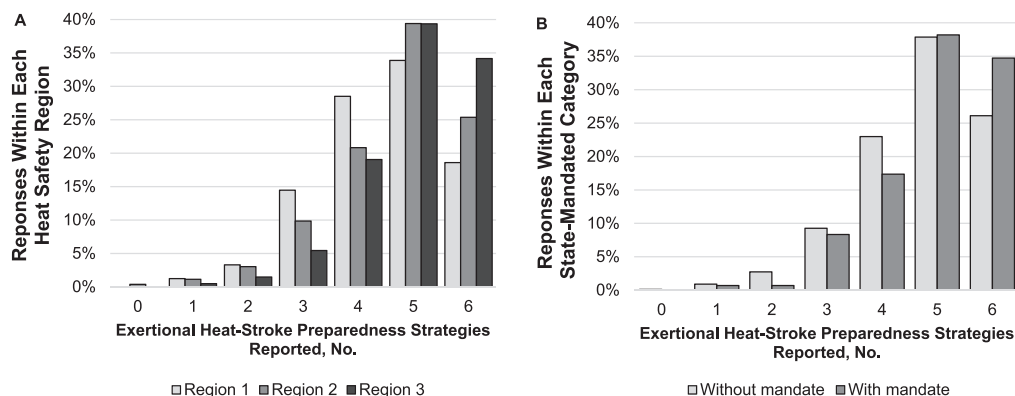 A
Reponses Within Each
Heat Safety Region
40%
35%
30%
25%
20%
15%
10%
5%
0%
0 1 2 3 4 5 6
Exertional Heat-Stroke Preparedness Strategies
Reported, No.
Region 1 Region 2 Region 3
B
Reponses Within Each
State-Mandated Category
40%
35%
30%
25%
20%
15%
10%
5%
0%
0 1 2 3 4 5 6
Exertional Heat-Stroke Preparedness Strategies
Reported, No.
Without mandate With mandate